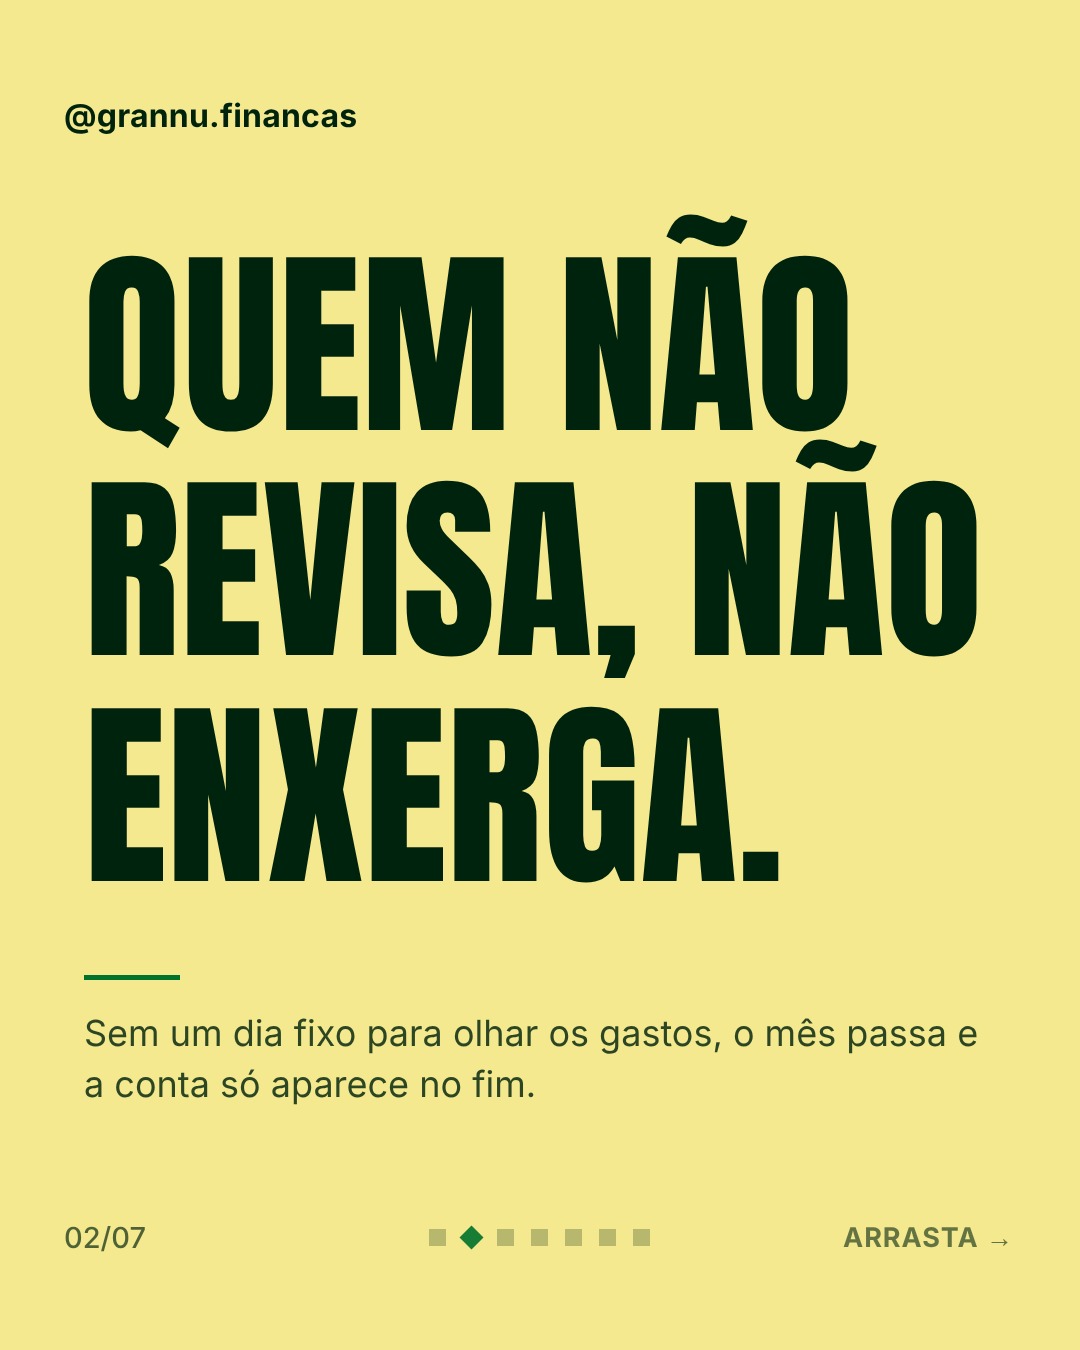 @grannu.financas
QUEM NÃO
REVISA, NÃO
ENXERGA.
Sem um dia fixo para olhar os gastos, o mês passa e
a conta só aparece no fim.
02/07
ARRASTA →